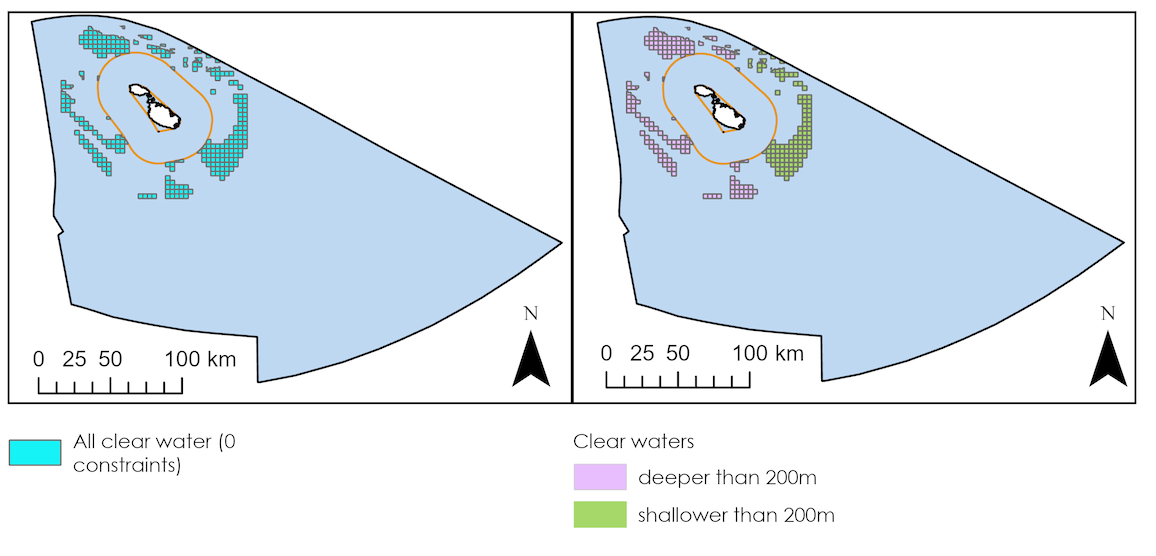 N
N
0 25 50 100 km
0 25 50 100 km
All clear water (0
constraints)
Clear waters
deeper than 200m
shallower than 200m